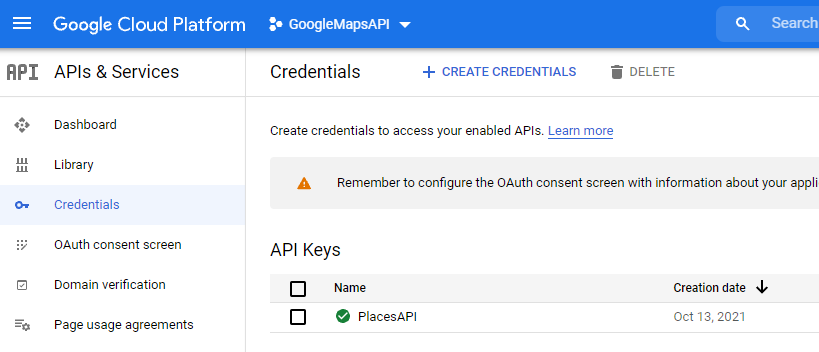 Google Cloud Platform
GoogleMapsAPI
Search
API
APIs & Services
Credentials
CREATE CREDENTIALS
DELETE
Dashboard
Library
Credentials
OAuth consent screen
Domain verification
Page usage agreements
Create credentials to access your enabled APIs. Learn more
Remember to configure the OAuth consent screen with information about your
API Keys
Name Creation date
PlacesAPI Oct 13, 2021